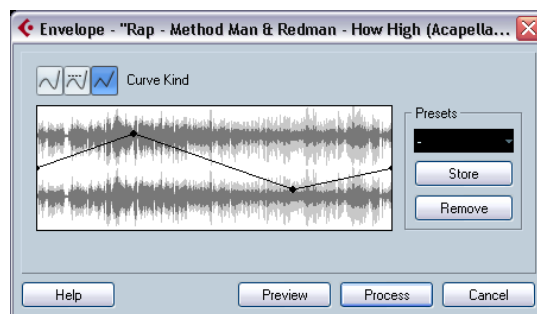 Envelope - "Rap - Method Man & Redman - How High (Acapella...
Curve Kind
Presets
-
Store
Remove
Help
Preview
Process
Cancel